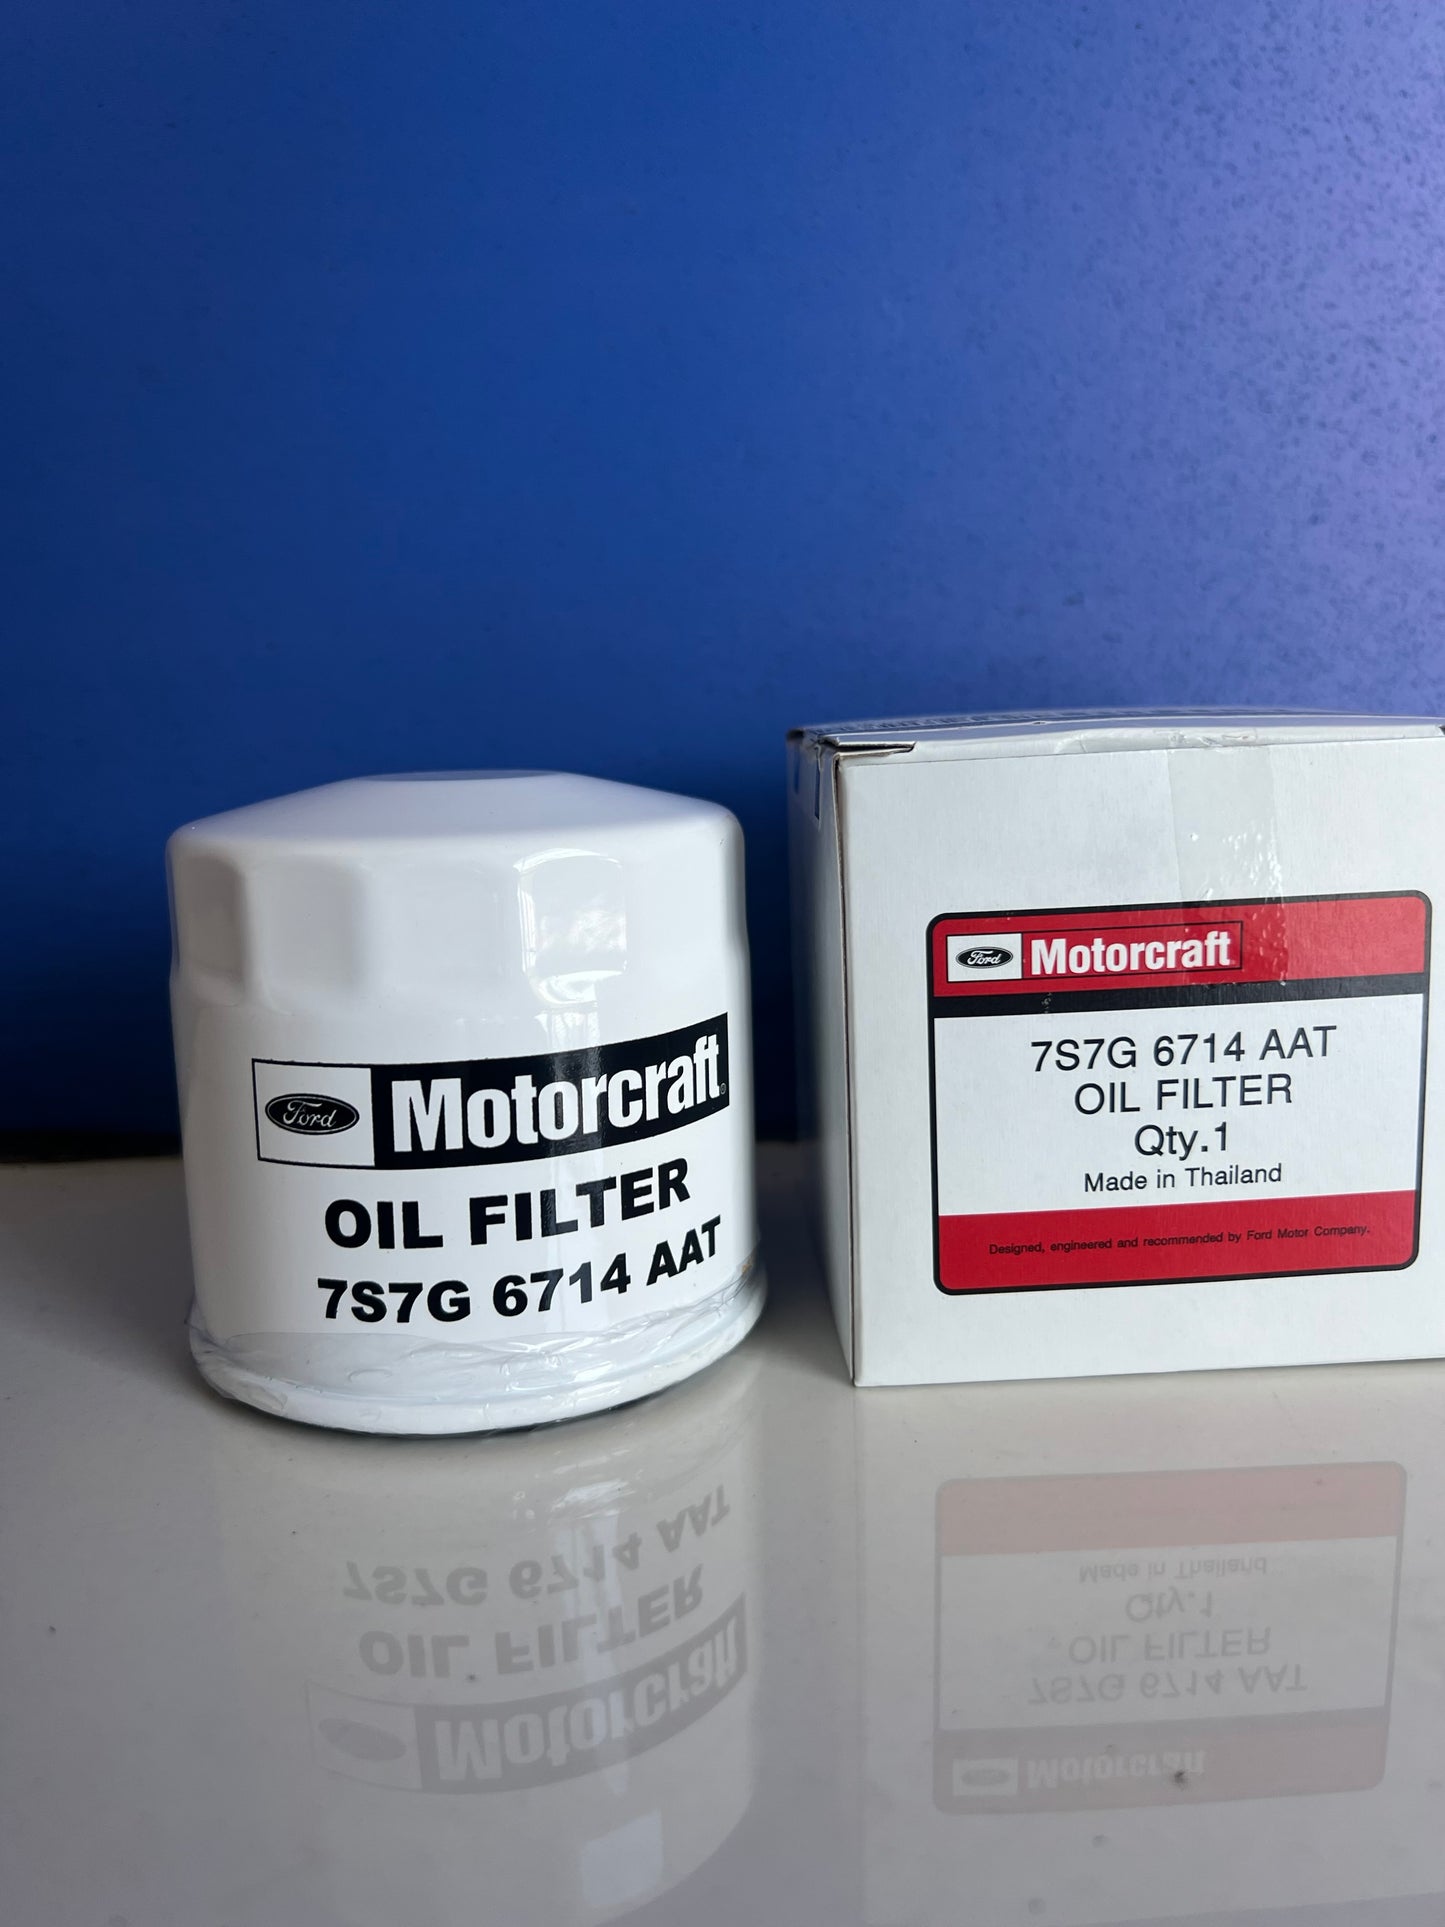 Ford Motorcraft
OIL FILTER
7S7G 6714 AAT
Ford Motorcraft
7S7G 6714 AAT
OIL FILTER
Qty.1
Made in Thailand
Designed, engineered and recommended by Ford Motor Company.